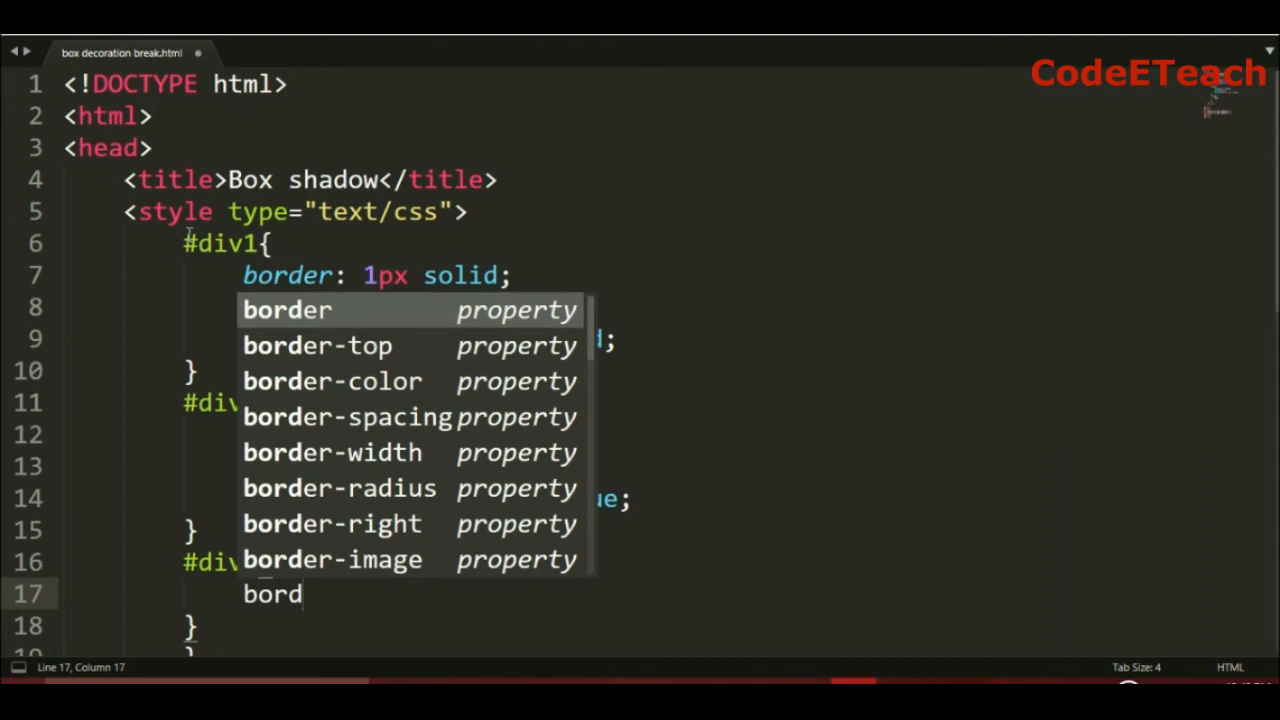 box decoration break.html
CodeETeach
1 <!DOCTYPE html>
2 <html>
3 <head>
4 <title>Box shadow</title>
5 <style type="text/css">
6 #div1{
7 border: 1px solid;
8 border property
9 border-top property ;
10 } border-color property
11 #div border-spacing property
12 border-width property
13 border-radius property
14 ue;
15 } border-right property
16 #div border-image property
17 bord
18 }
19 }
Line 17, Column 17
Tab Size: 4
HTML